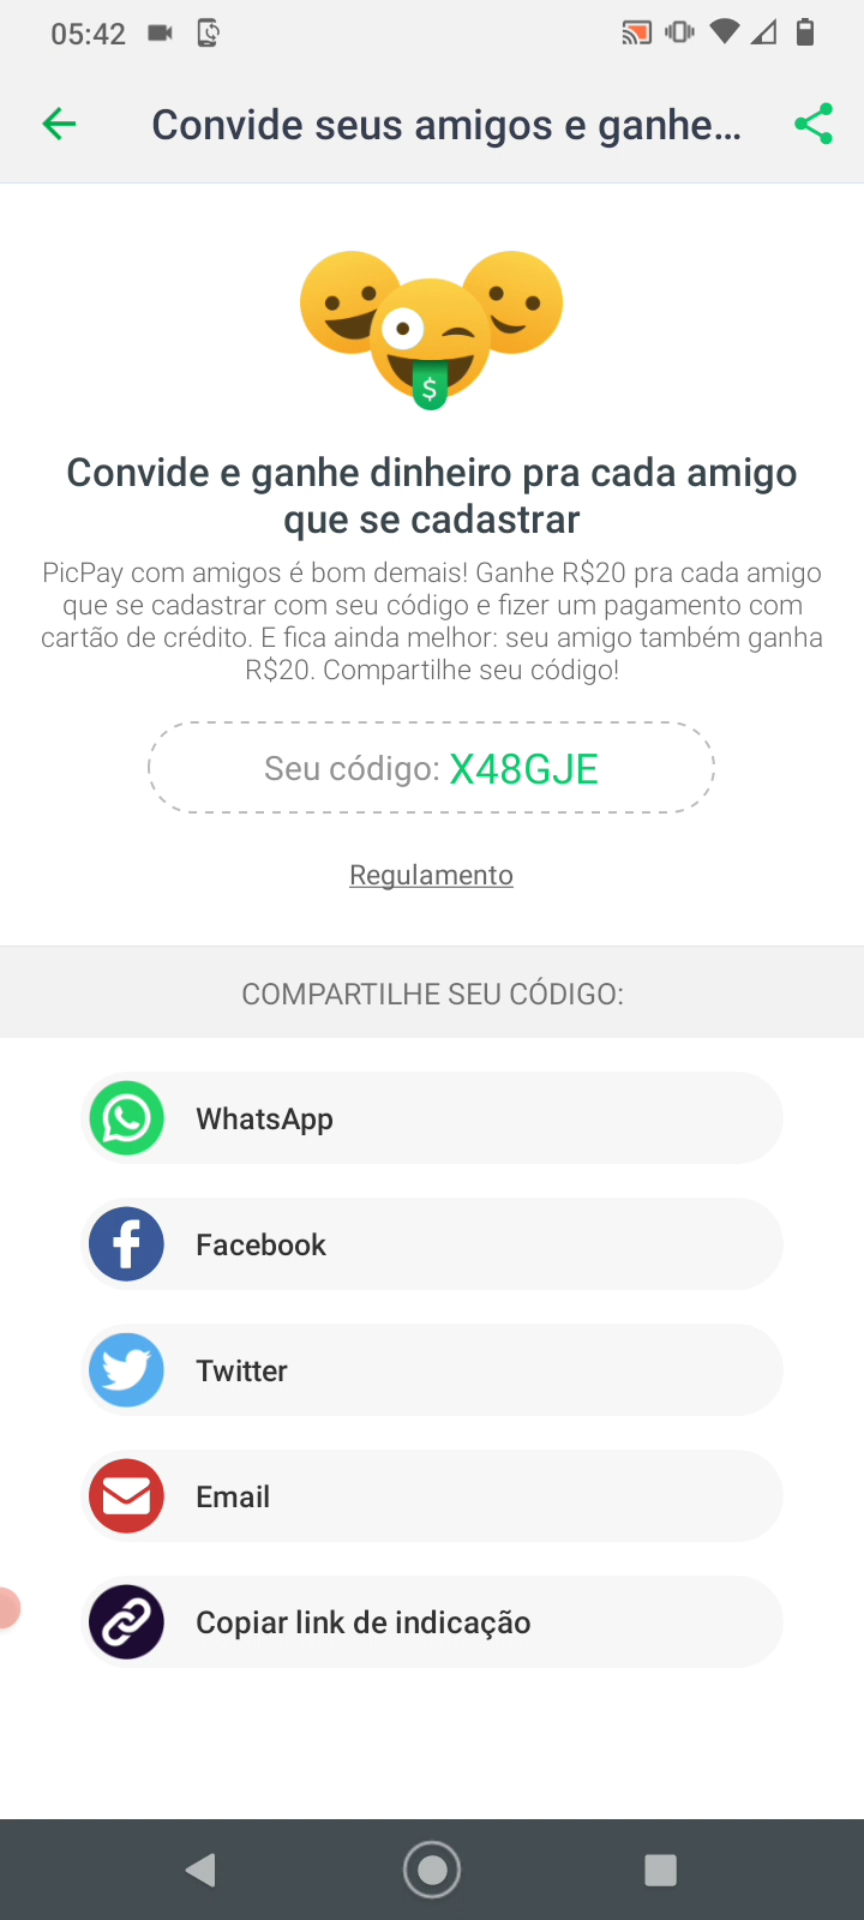 05:42
Convide seus amigos e ganhe...
$
Convide e ganhe dinheiro pra cada amigo
que se cadastrar
PicPay com amigos é bom demais! Ganhe R$20 pra cada amigo
que se cadastrar com seu código e fizer um pagamento com
cartão de crédito. E fica ainda melhor: seu amigo também ganha
R$20. Compartilhe seu código!
Seu código: X48GJE
Regulamento
COMPARTILHE SEU CÓDIGO:
WhatsApp
Facebook
Twitter
Email
Copiar link de indicação